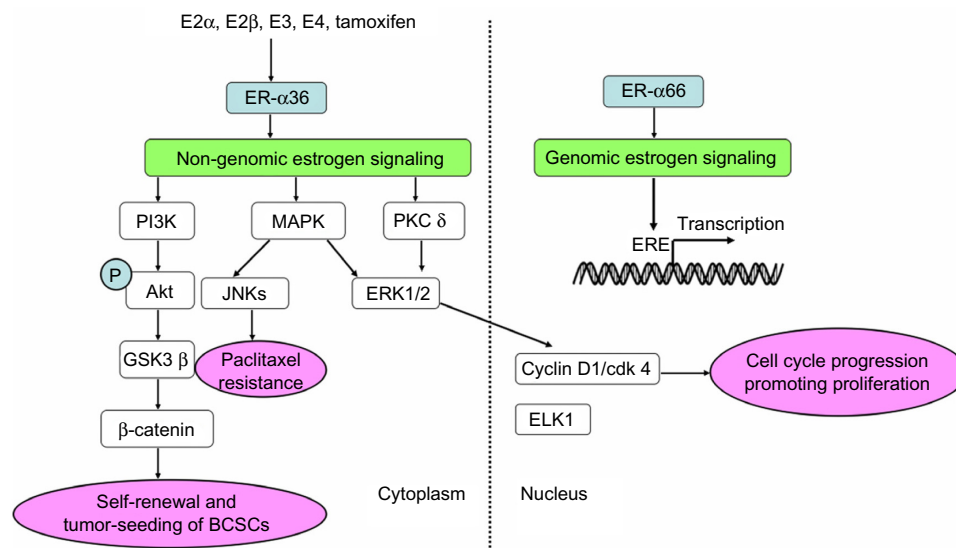 E2α, E2β, E3, E4, tamoxifen
ER-α36
ER-α66
Non-genomic estrogen signaling
Genomic estrogen signaling
PI3K
MAPK
PKC δ
Transcription
ERE
P
Akt
JNKs
ERK1/2
GSK3 β
Paclitaxel
resistance
Cyclin D1/cdk 4
Cell cycle progression
promoting proliferation
β-catenin
ELK1
Self-renewal and
tumor-seeding of BCSCs
Cytoplasm
Nucleus